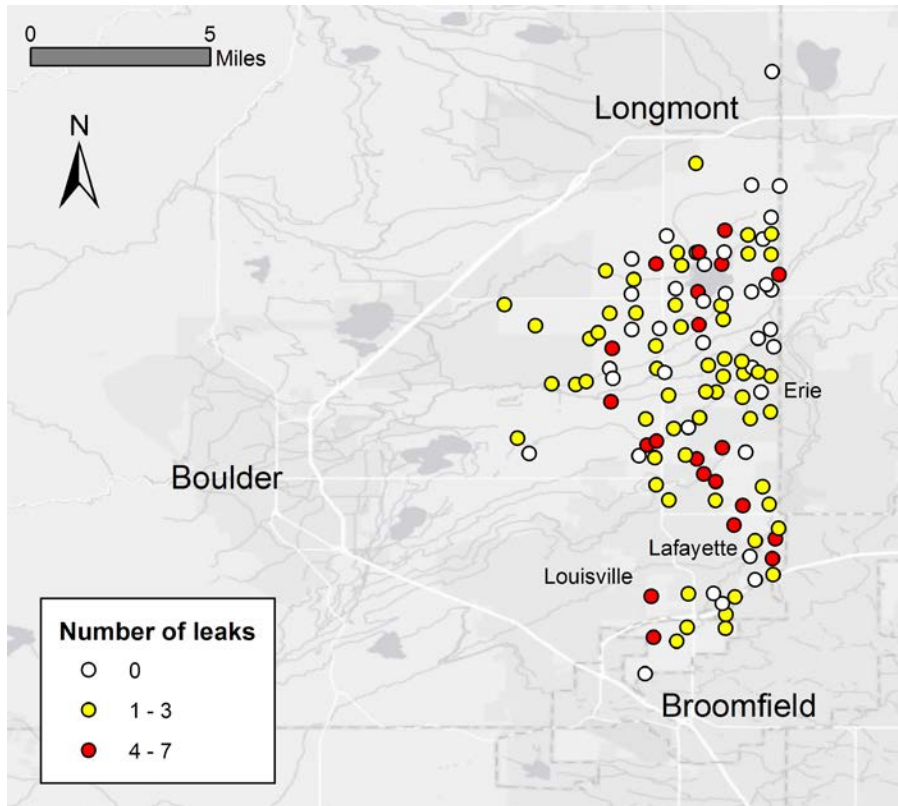 0 5
Miles
N
Longmont
Erie
Boulder
Lafayette
Louisville
Broomfield
Number of leaks
0
1 - 3
4 - 7